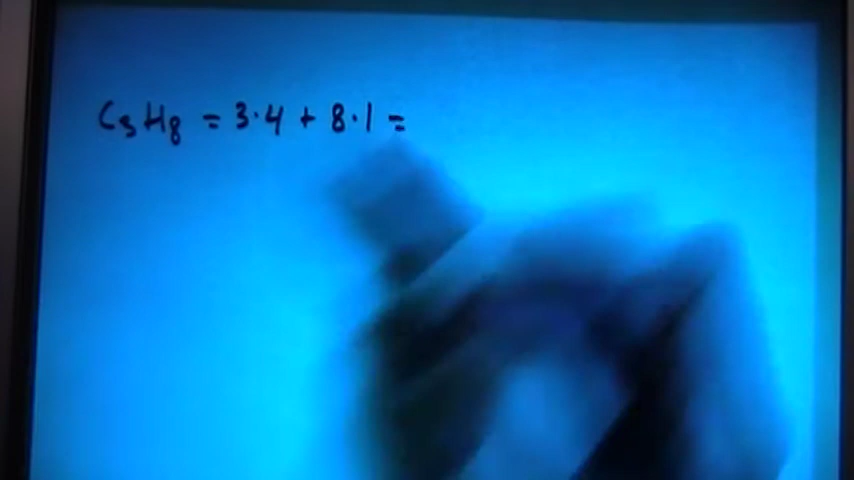 C₃H₈ = 3·4 + 8·1 =